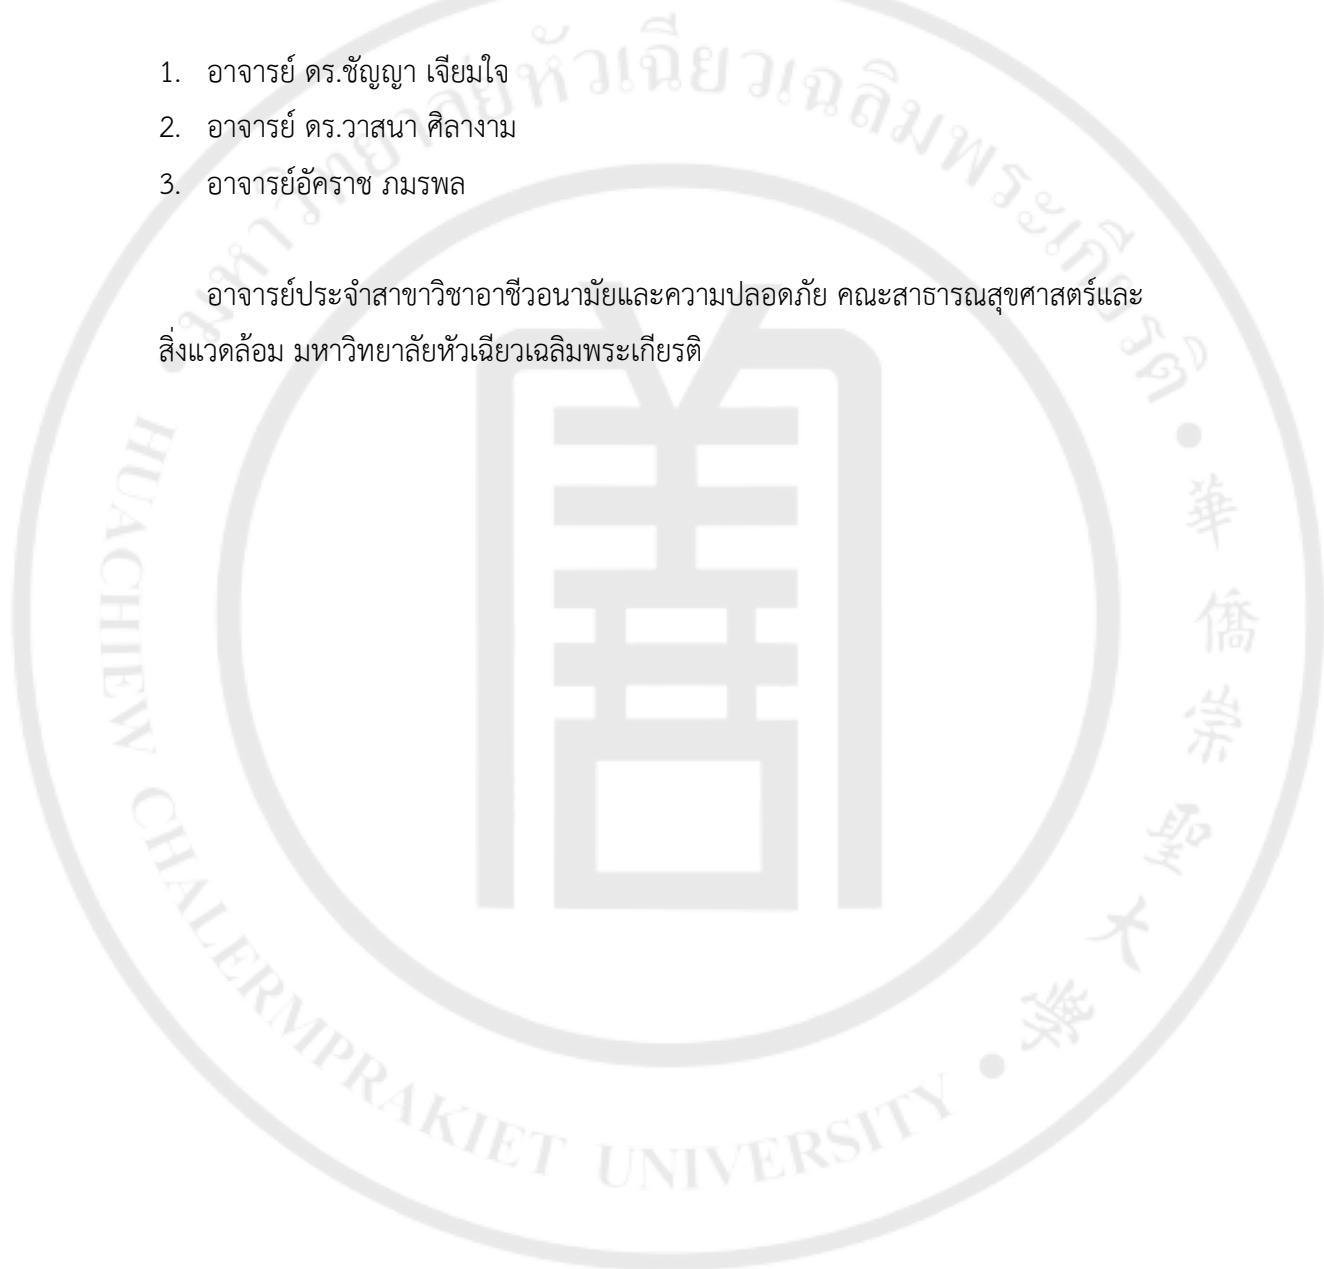 1. อาจารย์ ดร.ชัญญา เจียมใจ
2. อาจารย์ ดร.วาสนา ศิลางาม
3. อาจารย์อัคราช ภมรพล
อาจารย์ประจำสาขาวิชาอาชีวอนามัยและความปลอดภัย คณะสาธารณสุขศาสตร์และ
สิ่งแวดล้อม มหาวิทยาลัยหัวเฉียวเฉลิมพระเกียรติ
มหาวิทยาลัยหัวเฉียวเฉลิมพระเกียรติ • 華僑崇聖大學 •
HUACHIEW CHALERMPRAKIET UNIVERSITY